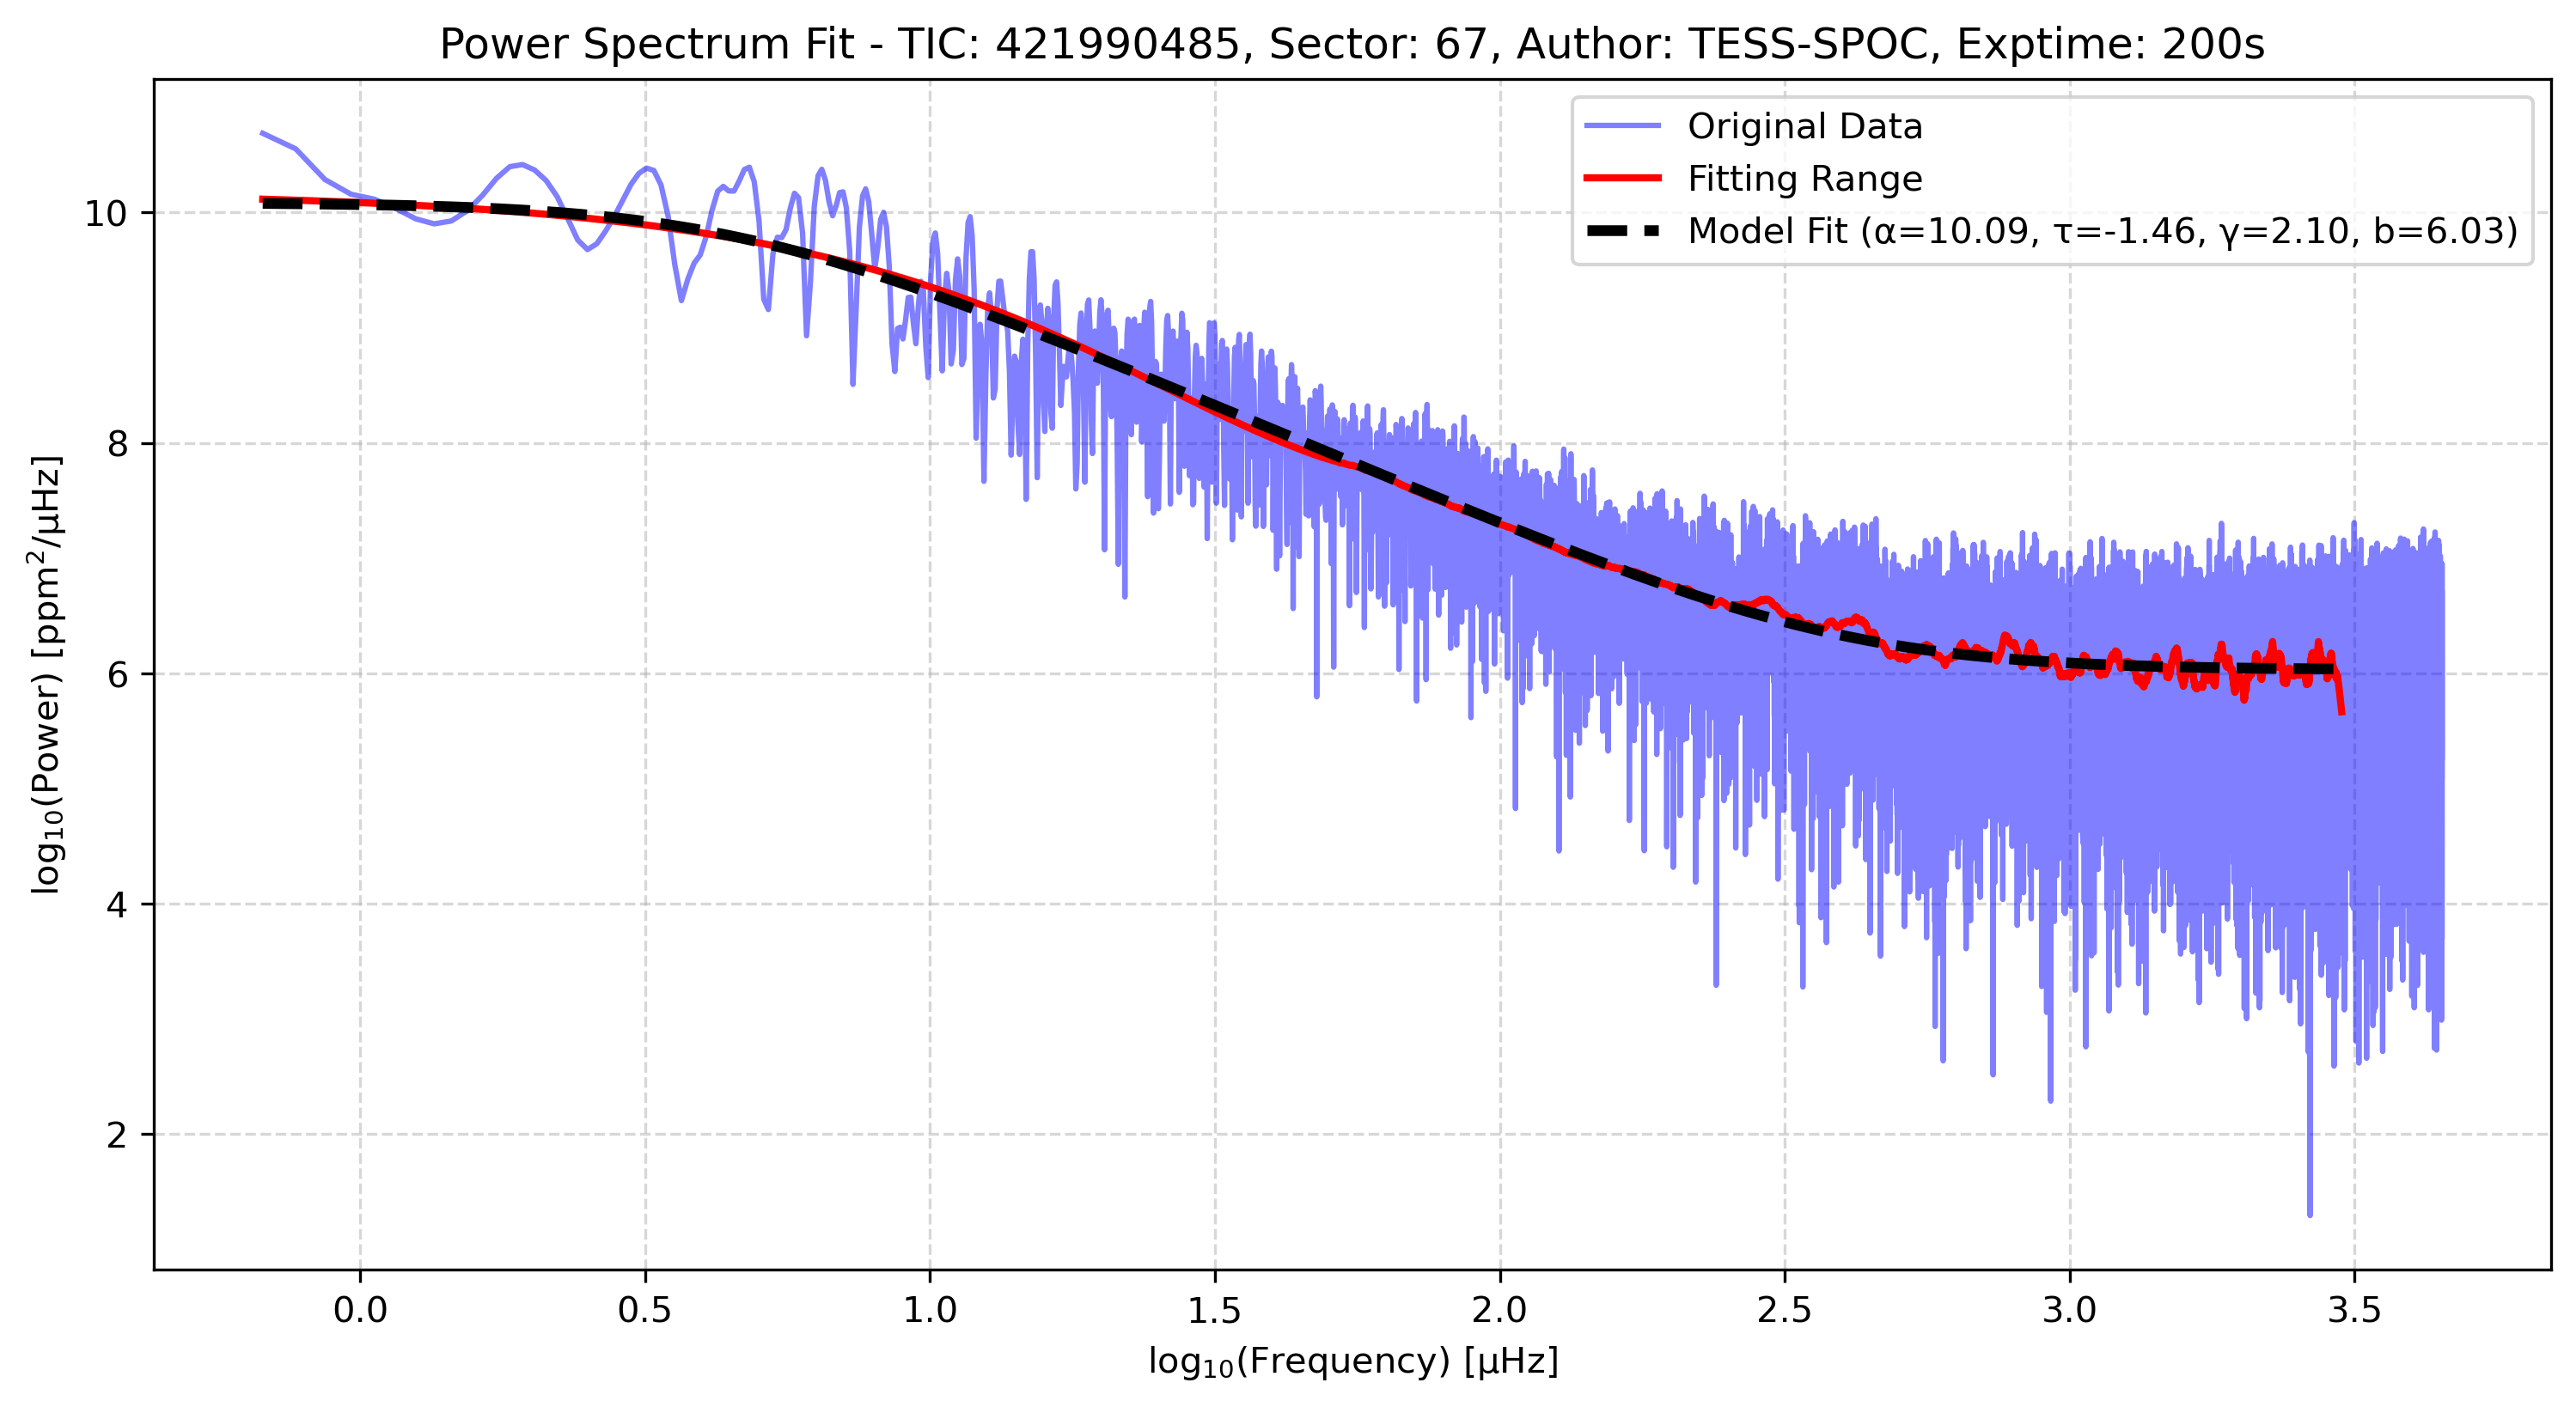 Power Spectrum Fit - TIC: 421990485, Sector: 67, Author: TESS-SPOC, Exptime: 200s
Original Data
Fitting Range
Model Fit (α=10.09, τ=-1.46, γ=2.10, b=6.03)
log₁₀(Power) [ppm²/μHz]
10
8
6
4
2
0.0 0.5 1.0 1.5 2.0 2.5 3.0 3.5
log₁₀(Frequency) [μHz]